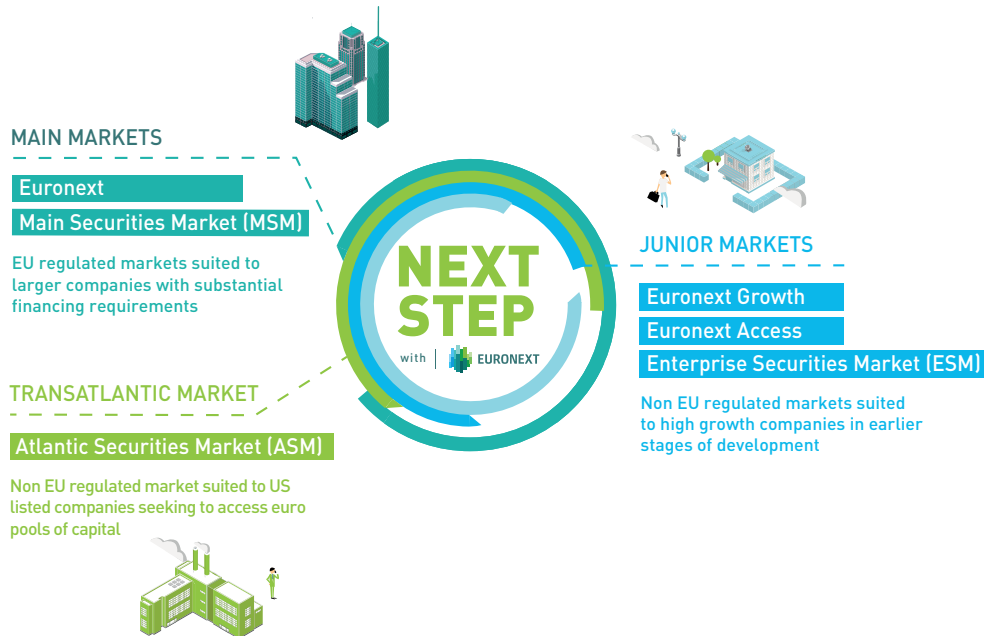 MAIN MARKETS
Euronext
Main Securities Market (MSM)
EU regulated markets suited to
larger companies with substantial
financing requirements
TRANSATLANTIC MARKET
Atlantic Securities Market (ASM)
Non EU regulated market suited to US
listed companies seeking to access euro
pools of capital
NEXT
STEP
with | EURONEXT
JUNIOR MARKETS
Euronext Growth
Euronext Access
Enterprise Securities Market (ESM)
Non EU regulated markets suited
to high growth companies in earlier
stages of development